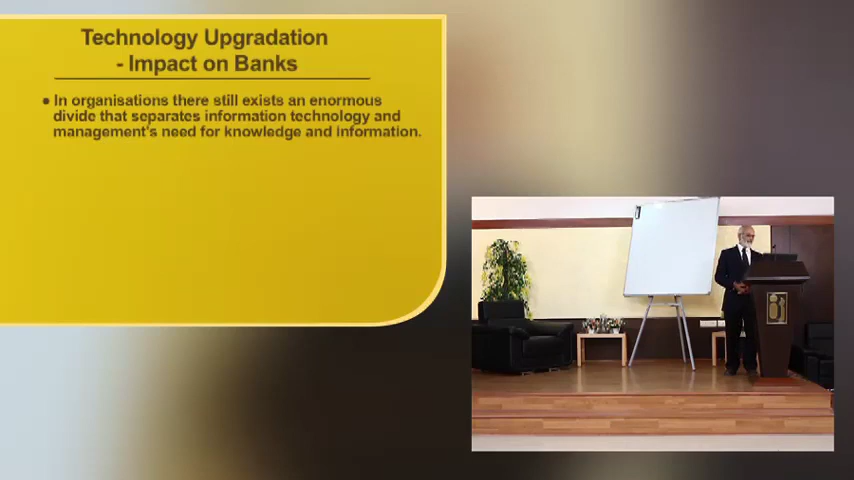 Technology Upgradation
- Impact on Banks
• In organisations there still exists an enormous
divide that separates information technology and
management's need for knowledge and information.